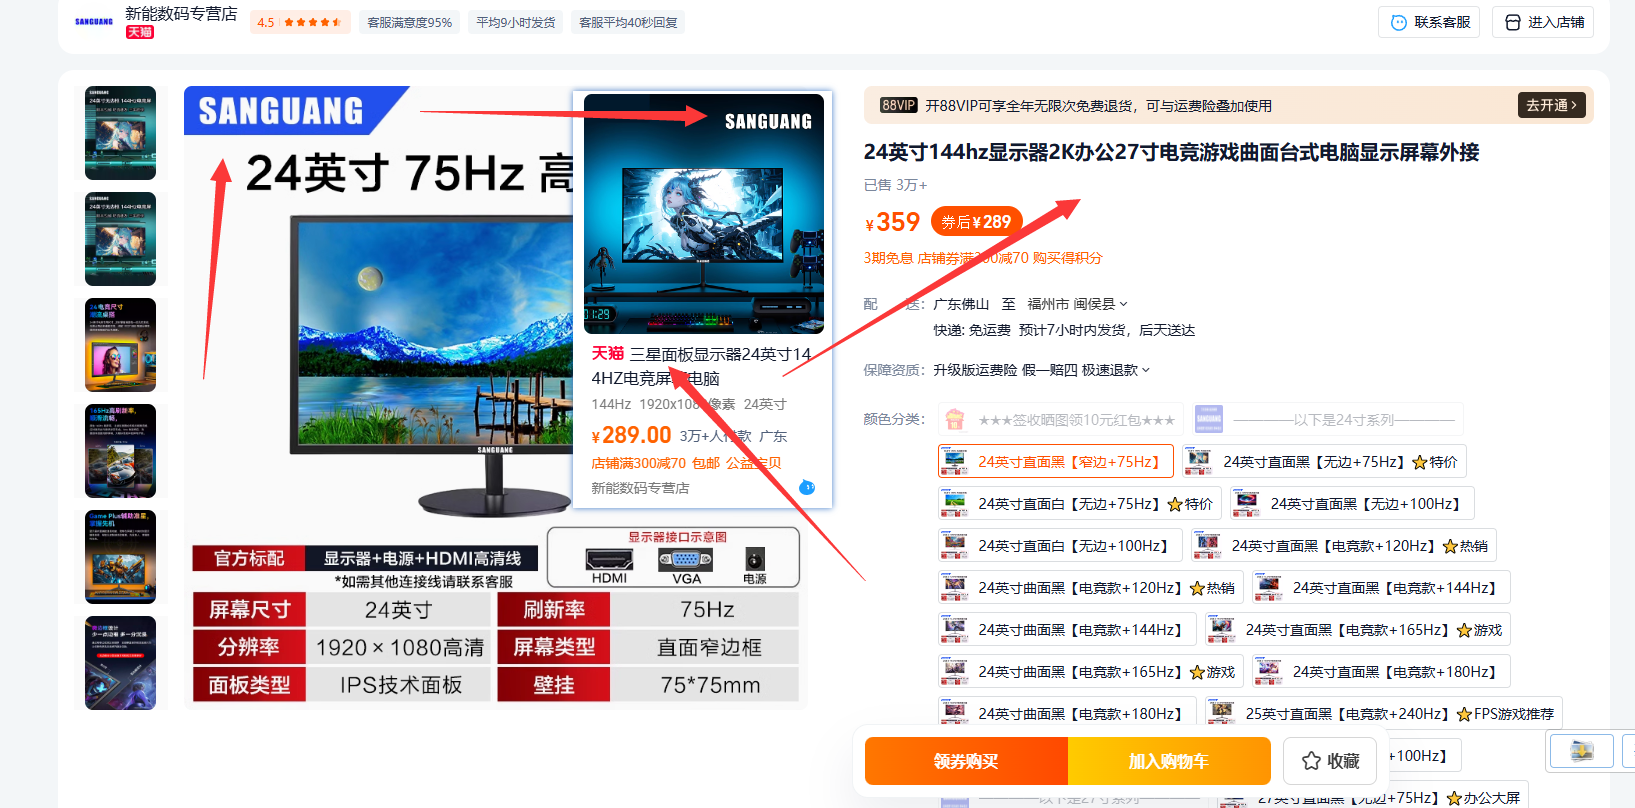 SANGUANG
新能数码专营店
天猫
4.5
客服满意度95%
平均9小时发货
客服平均40秒回复
联系客服
进入店铺
SANGUANG
24英寸 75Hz 高
SANGUANG
SANGUANG
天猫 三星面板显示器24英寸14
4HZ电竞屏 电脑
144Hz 1920x108 像素 24英寸
¥289.00 3万+人付款 广东
店铺满300减70 包邮 公益宝贝
新能数码专营店
官方标配 显示器+电源+HDMI高清线
*如需其他连接线请联系客服
显示器接口示意图
HDMI VGA 电源
屏幕尺寸 24英寸 刷新率 75Hz
分辨率 1920×1080高清 屏幕类型 直面窄边框
面板类型 IPS技术面板 壁挂 75*75mm
88VIP 开88VIP可享全年无限次免费退货，可与运费险叠加使用
去开通
24英寸144hz显示器2K办公27寸电竞游戏曲面台式电脑显示屏幕外接
已售 3万+
¥359 券后¥289
3期免息 店铺券满300减70 购买得积分
配送： 广东佛山 至 福州市 闽侯县
快递: 免运费 预计7小时内发货，后天送达
保障资质： 升级版运费险 假一赔四 极速退款
颜色分类：
★★★签收晒图领10元红包★★★
————以下是24寸系列————
24英寸直面黑【窄边+75Hz】
24英寸直面黑【无边+75Hz】⭐特价
24英寸直面白【无边+75Hz】⭐特价
24英寸直面黑【无边+100Hz】
24英寸直面白【无边+100Hz】
24英寸直面黑【电竞款+120Hz】⭐热销
24英寸曲面黑【电竞款+120Hz】⭐热销
24英寸直面黑【电竞款+144Hz】
24英寸曲面黑【电竞款+144Hz】
24英寸直面黑【电竞款+165Hz】⭐游戏
24英寸曲面黑【电竞款+165Hz】⭐游戏
24英寸直面黑【电竞款+180Hz】
24英寸曲面黑【电竞款+180Hz】
25英寸直面黑【电竞款+240Hz】⭐FPS游戏推荐
+100Hz】
————以下是27寸系列————
27英寸直面黑【无边+75Hz】⭐办公大屏
领券购买
加入购物车
收藏